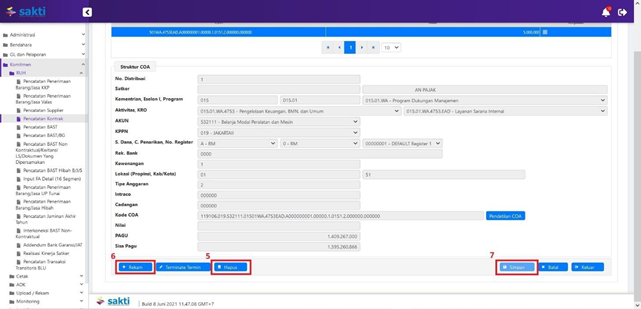 sakti
Administrasi
Bendahara
GL dan Pelaporan
Komitmen
BUH
Pencatatan Penerimaan
Barang/Jasa KKP
Pencatatan Penerimaan
Barang/Jasa Valas
Pencatatan Supplier
Pencatatan Kontrak
Pencatatan BAST
Pencatatan BAST/BG
Pencatatan BAST Non
Kontraktual/Kwitansi
LS/Dokumen Yang
Dipersamakan
Pencatatan BAST Hibah B/J/S
Input FA Detail (16 Segmen)
Pencatatan Penerimaan
Barang/Jasa UP Tunai
Pencatatan Penerimaan
Barang/Jasa Hibah
Pencatatan Jaminan Akhir
Tahun
Interkoneksi BAST Non-
Kontraktual
Addendum Bank Garansi/JAT
Realisasi Kinerja Satker
Pencatatan Transaksi
Transitoris BLU
Cetak
ADK
Upload / Rekam
Monitoring
5,000,000
1
10
Struktur COA
No. Distribusi 1
Satker AN PAJAK
Kementrian, Eselon I, Program 015 015.01 015.01.WA - Program Dukungan Manajemen
Aktivitas, KRO 015.01.WA.4753 - Pengelolaan Keuangan, BMN, dan Umum 015.01.WA.4753.EAD - Layanan Sarana Internal
AKUN 532111 - Belanja Modal Peralatan dan Mesin
KPPN 019 - JAKARTA II
S. Dana, C. Penarikan, No. Register A - RM 0 - RM 00000001 - DEFAULT Register 1
Rek. Bank 0000
Kewenangan 1
Lokasi (Propinsi, Kab/Kota) 01 51
Tipe Anggaran 2
Intraco 000000
Cadangan 000000
Kode COA 119106.019.532111.01501WA.4753EAD.A00000001.00000.1.0151.2.000000.000000 Pendetilan COA
Nilai
PAGU 1.409.267.000
Sisa Pagu 1.395.260.866
6 5 7
Rekam Terminate Termin Hapus Simpan Batal Keluar
sakti Build 8 Juni 2021 11.47.08 GMT+7